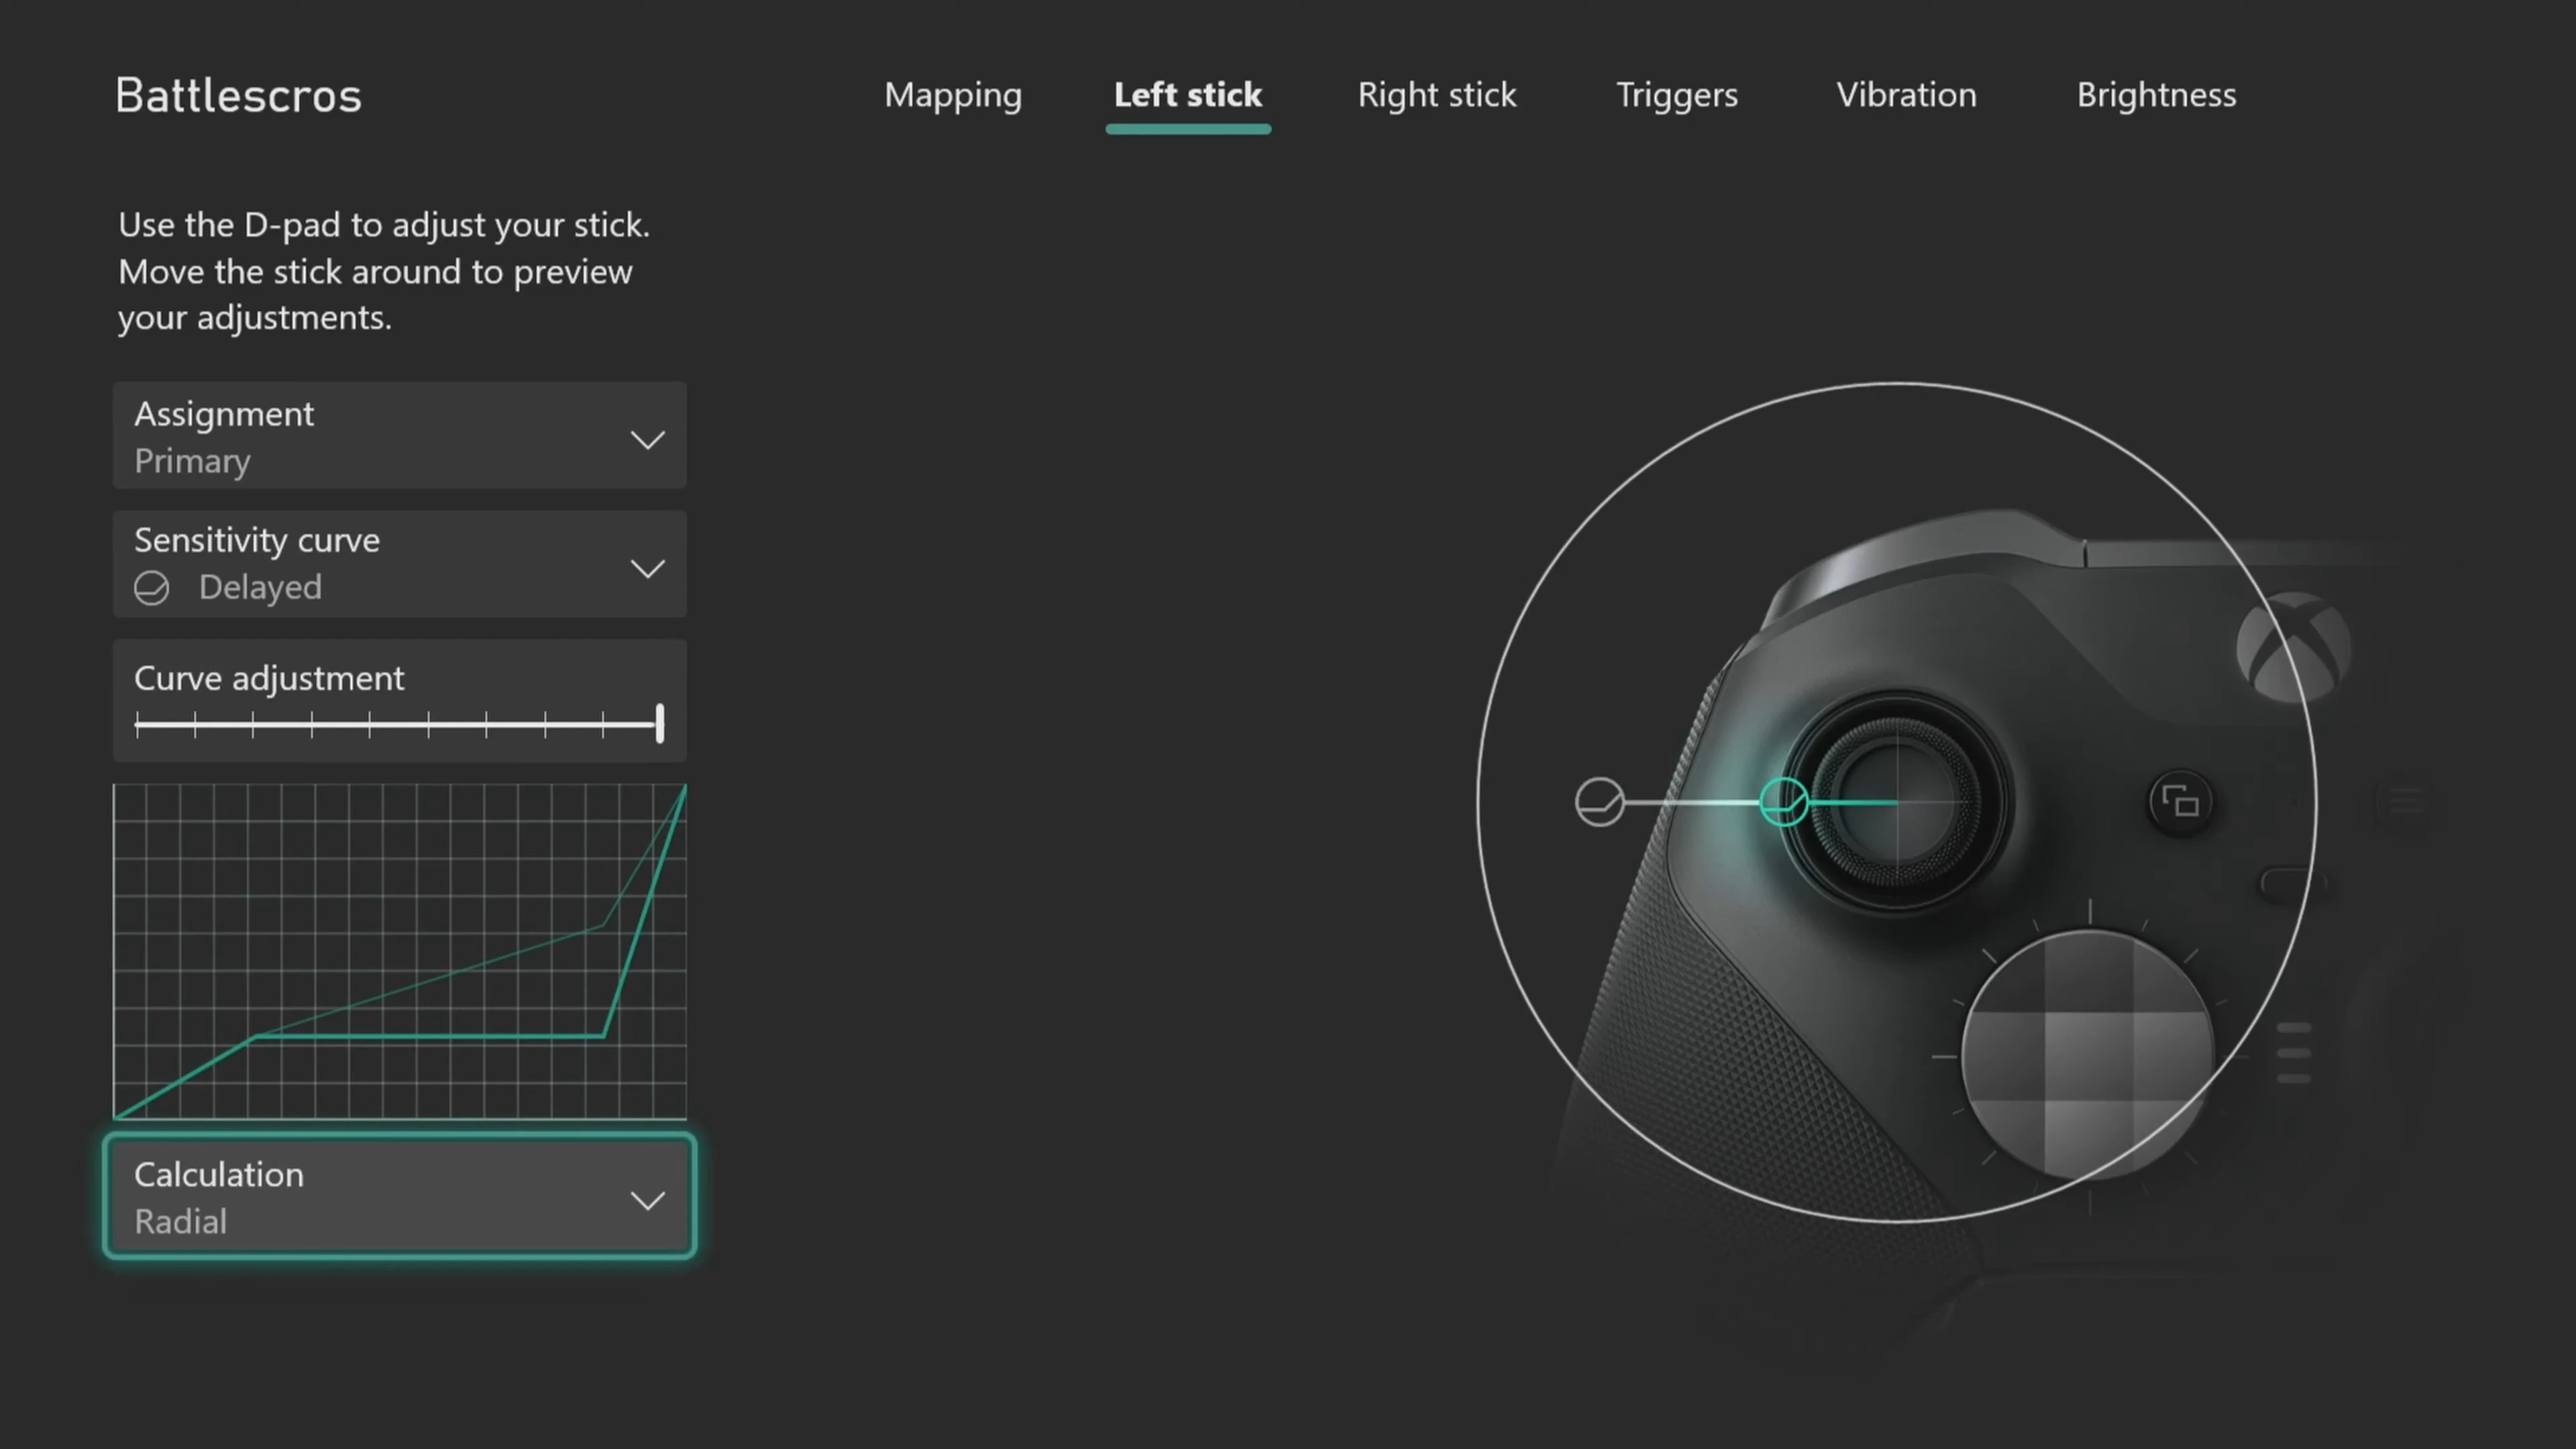 Battlescros
Mapping
Left stick
Right stick
Triggers
Vibration
Brightness
Use the D-pad to adjust your stick.
Move the stick around to preview
your adjustments.
Assignment
Primary
Sensitivity curve
Delayed
Curve adjustment
Calculation
Radial